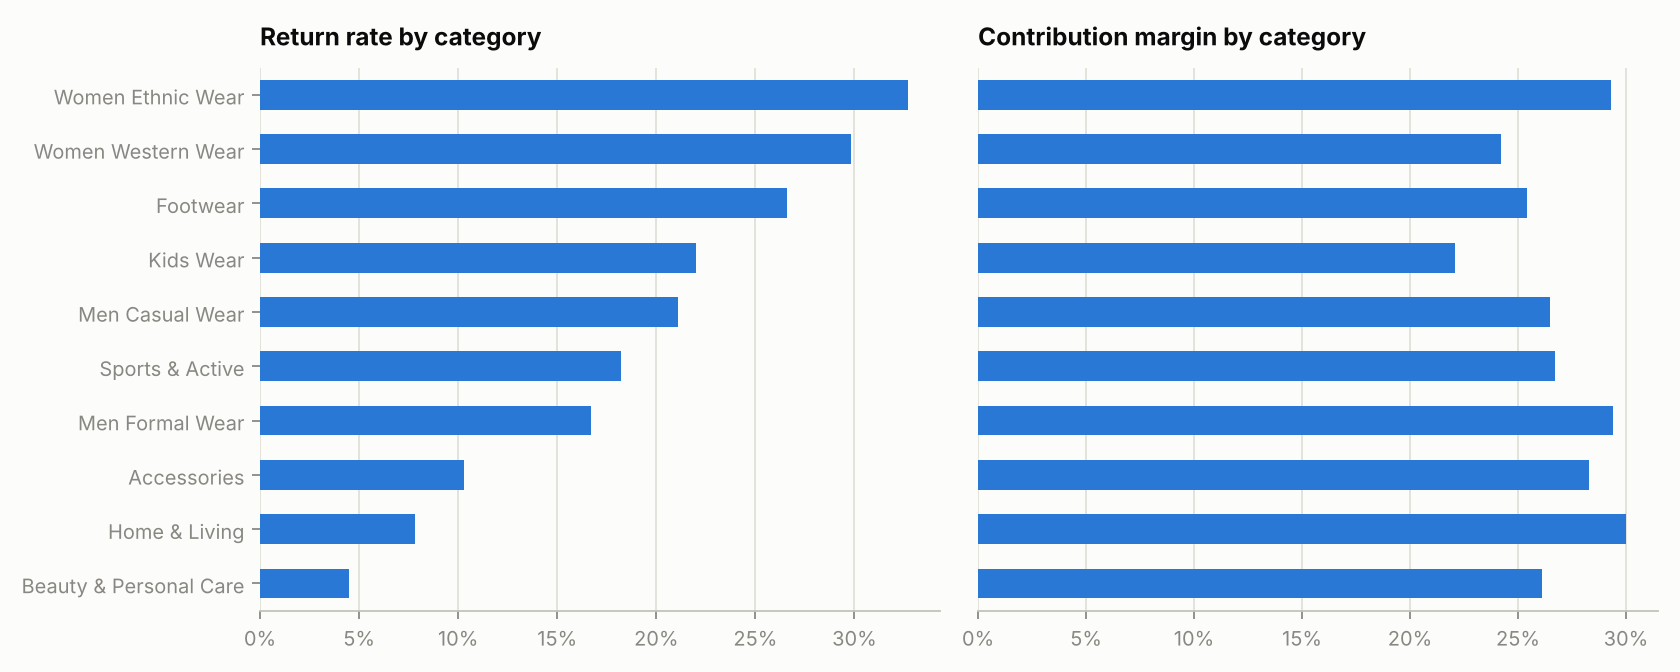 Return rate by category
Women Ethnic Wear
Women Western Wear
Footwear
Kids Wear
Men Casual Wear
Sports & Active
Men Formal Wear
Accessories
Home & Living
Beauty & Personal Care
0% 5% 10% 15% 20% 25% 30%
Contribution margin by category
0% 5% 10% 15% 20% 25% 30%